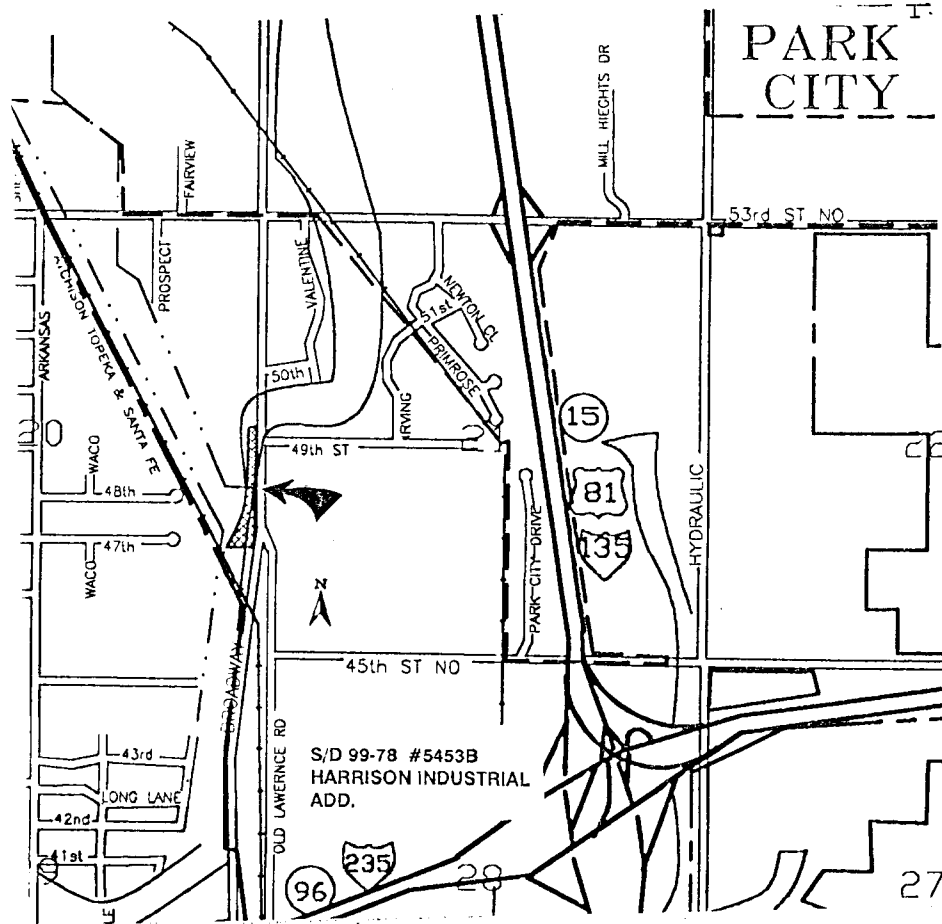 PARK
CITY
MILL HIEGHTS DR
FAIRVIEW
53rd ST NO
PROSPECT
VALENTINE
ATCHISON TOPEKA & SANTA FE
ARKANSAS
NEWTON Ct.
51st
PRIMROSE
50th
IRVING
15
49th ST
WACO
48th
81
HYDRAULIC
135
47th
WACO
PARK CITY DRIVE
N
45th ST NO
BROADWAY
OLD LAWERNCE RD
S/D 99-78 #5453B
HARRISON INDUSTRIAL
ADD.
43rd
LONG LANE
42nd
41st
235
96
27